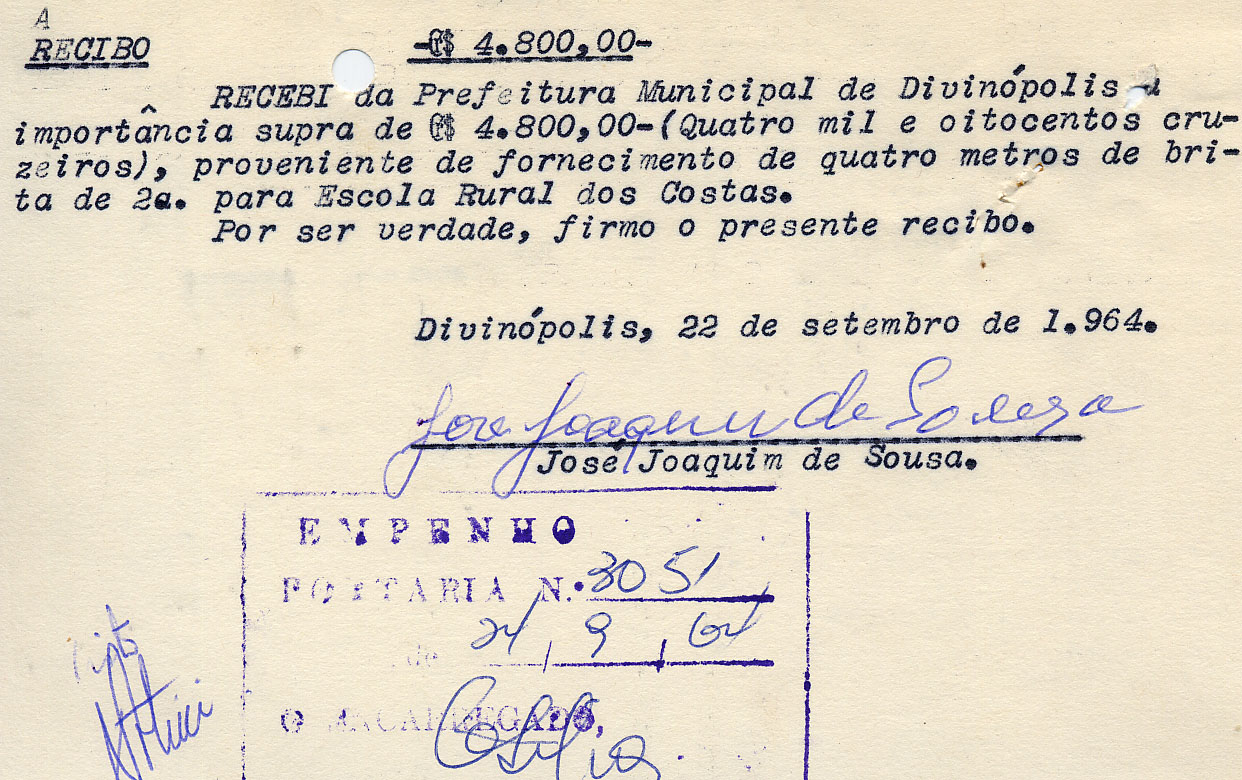 A
RECIBO -Cr$ 4.800,00-
RECEBI da Prefeitura Municipal de Divinópolis a
importância supra de Cr$ 4.800,00-(Quatro mil e oitocentos cru-
zeiros), proveniente de fornecimento de quatro metros de bri-
ta de 2a. para Escola Rural dos Costas.
Por ser verdade, firmo o presente recibo.
Divinópolis, 22 de setembro de 1.964.
José Joaquim de Sousa
José Joaquim de Sousa.
EMPENHO
PORTARIA N. 3051
de 24/9/64
O ENCARREGADO,
Visto